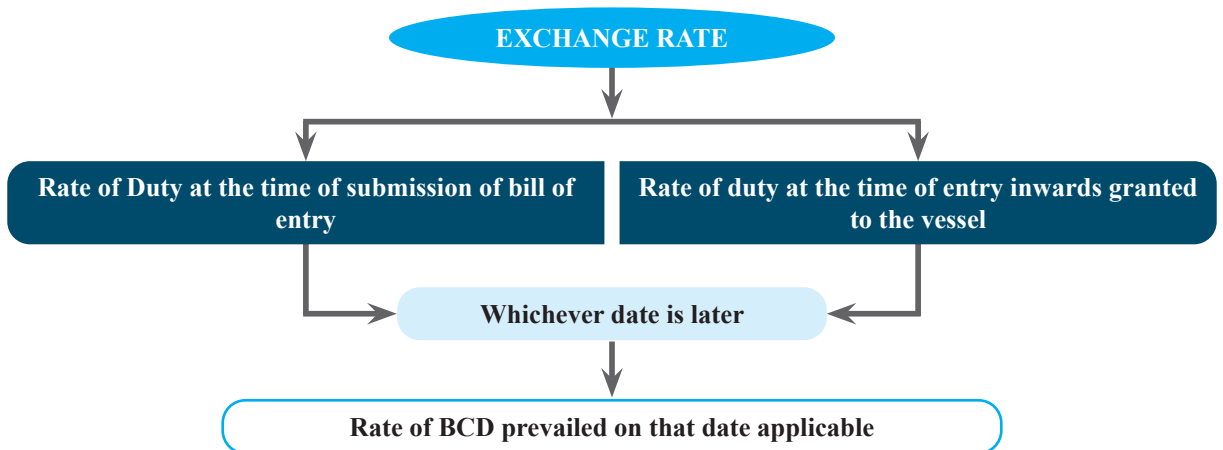 EXCHANGE RATE
Rate of Duty at the time of submission of bill of
entry
Rate of duty at the time of entry inwards granted
to the vessel
Whichever date is later
Rate of BCD prevailed on that date applicable